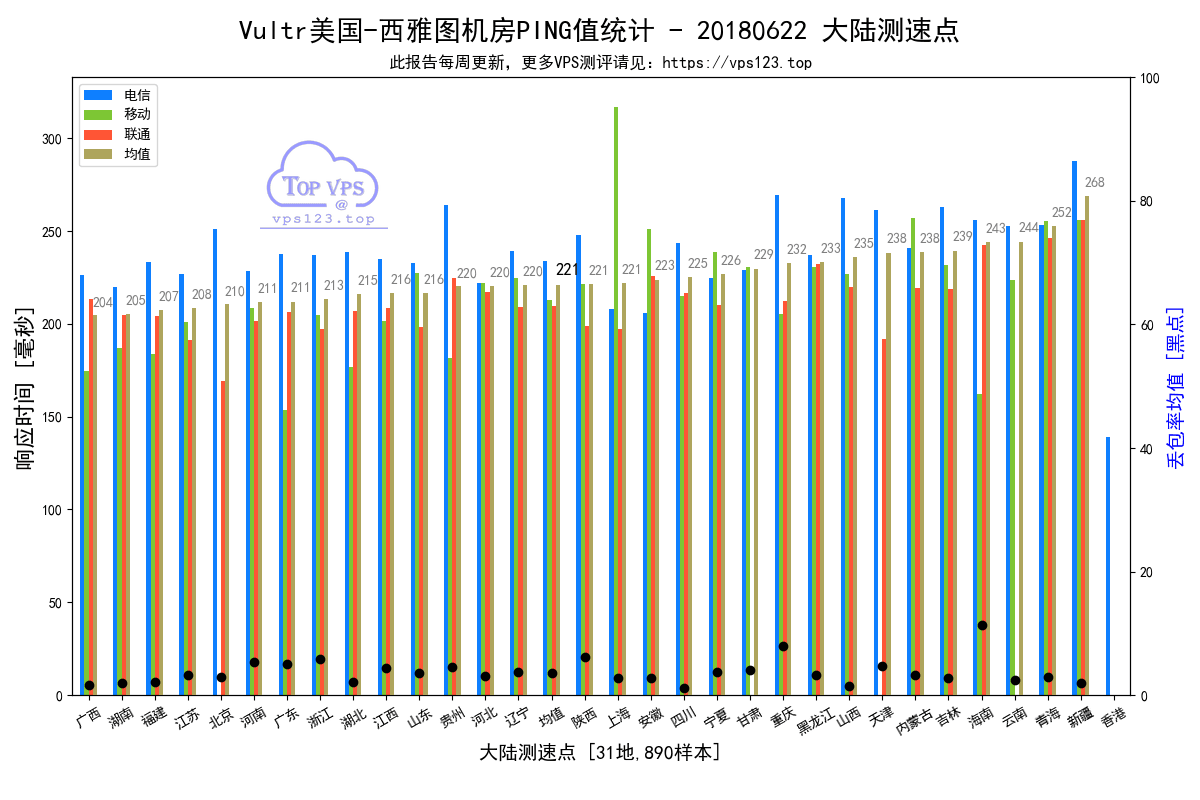 Vultr美国-西雅图机房PING值统计 - 20180622 大陆测速点
此报告每周更新，更多VPS测评请见：https://vps123.top
电信
移动
联通
均值
TOP VPS
@
vps123.top
响应时间 [毫秒]
300
250
200
150
100
50
0
丢包率均值 [黑点]
100
80
60
40
20
0
204 205 207 208 210 211 211 213 215 216 216 220 220 220 221 221 221 223 225 226 229 232 233 235 238 238 239 243 244 252 268
广西 湖南 福建 江苏 北京 河南 广东 浙江 湖北 江西 山东 贵州 河北 辽宁 均值 陕西 上海 安徽 四川 宁夏 甘肃 重庆 黑龙江 山西 天津 内蒙古 吉林 海南 云南 青海 新疆 香港
大陆测速点 [31地,890样本]